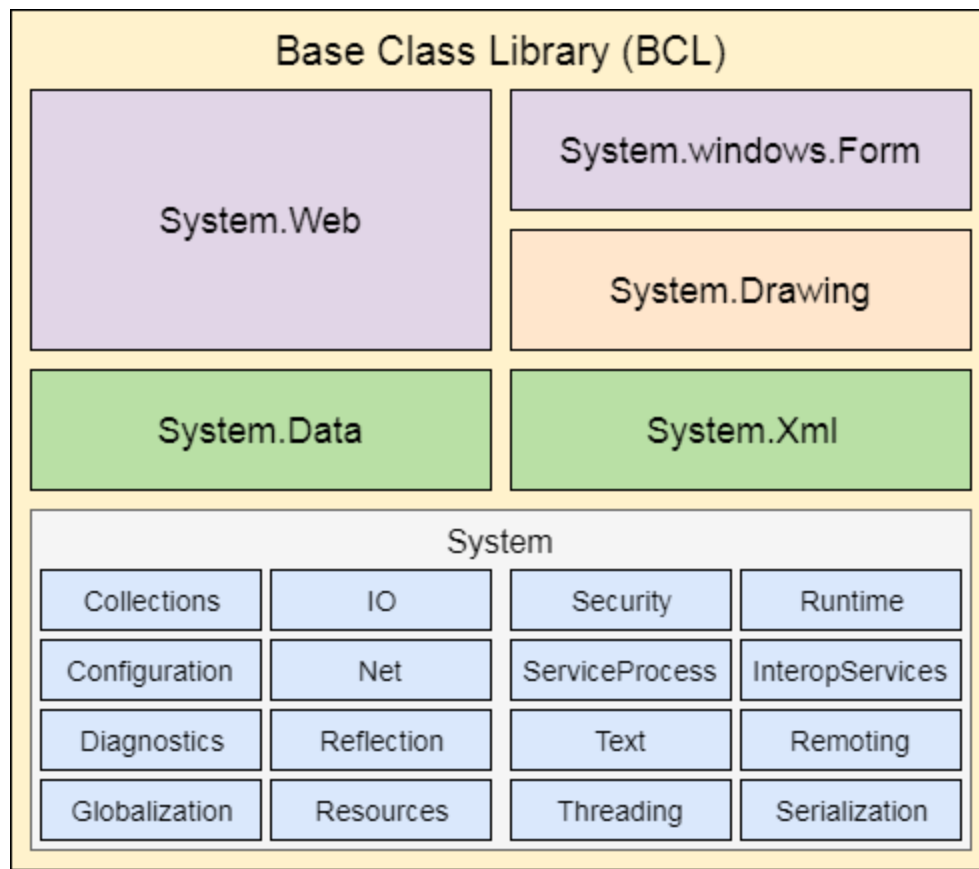 Base Class Library (BCL)
System.Web
System.windows.Form
System.Drawing
System.Data
System.Xml
System
Collections
IO
Security
Runtime
Configuration
Net
ServiceProcess
InteropServices
Diagnostics
Reflection
Text
Remoting
Globalization
Resources
Threading
Serialization